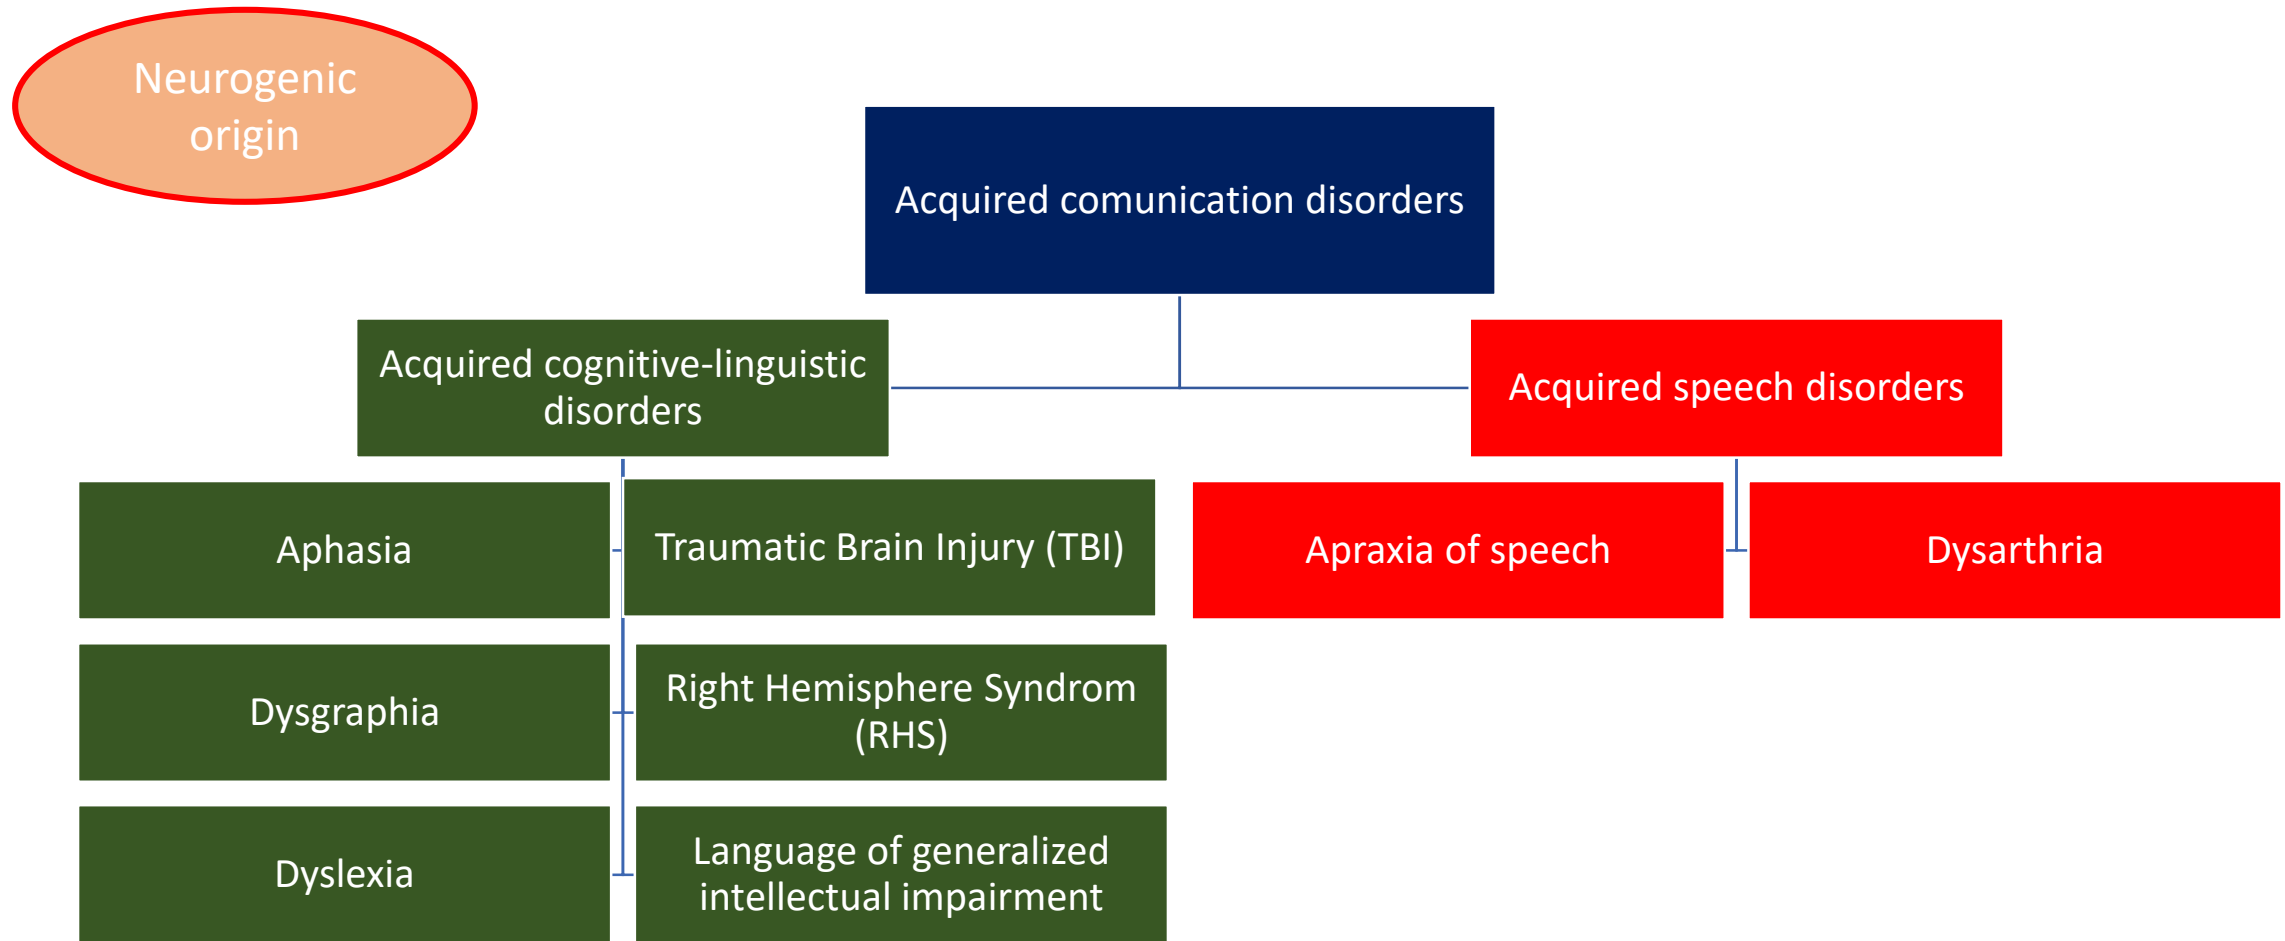 Neurogenic
origin
Acquired comunication disorders
Acquired cognitive-linguistic
disorders
Acquired speech disorders
Aphasia
Traumatic Brain Injury (TBI)
Apraxia of speech
Dysarthria
Dysgraphia
Right Hemisphere Syndrom
(RHS)
Dyslexia
Language of generalized
intellectual impairment